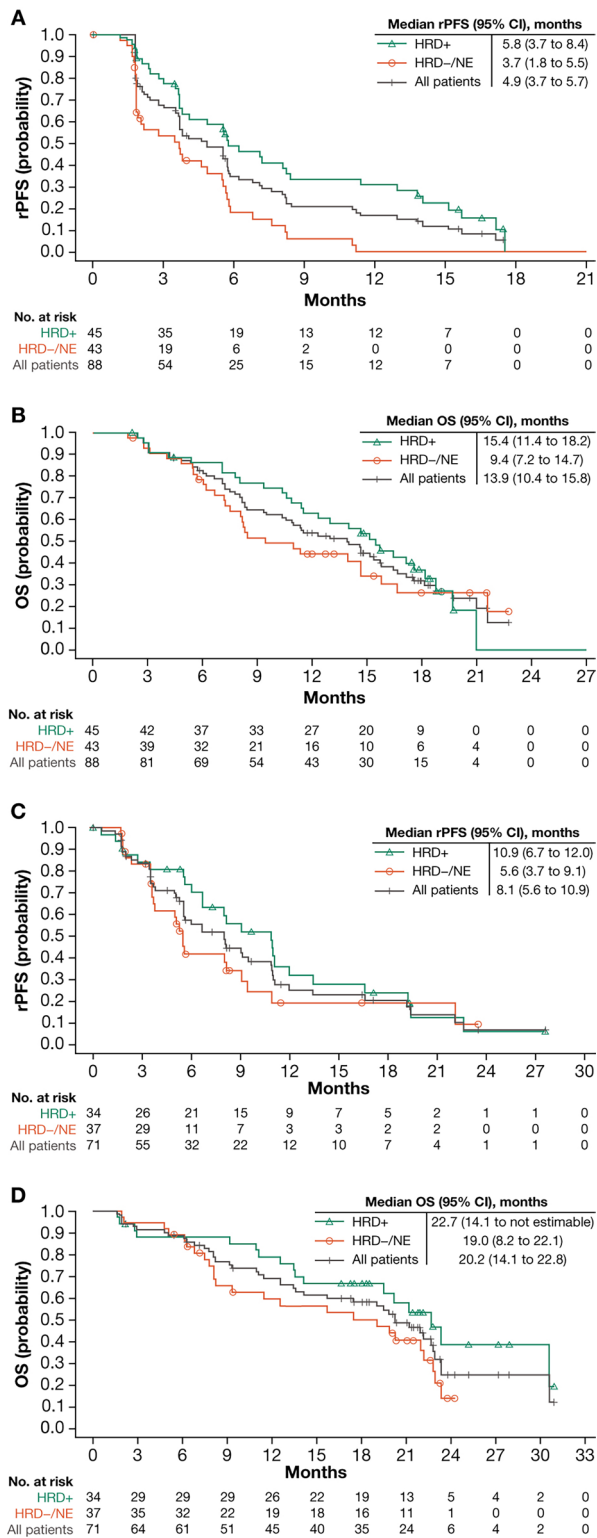 A
Median rPFS (95% CI), months
HRD+ 5.8 (3.7 to 8.4)
HRD−/NE 3.7 (1.8 to 5.5)
All patients 4.9 (3.7 to 5.7)
rPFS (probability)
1.0
0.9
0.8
0.7
0.6
0.5
0.4
0.3
0.2
0.1
0.0
0 3 6 9 12 15 18 21
Months
No. at risk
HRD+ 45 35 19 13 12 7 0 0
HRD−/NE 43 19 6 2 0 0 0 0
All patients 88 54 25 15 12 7 0 0
B
Median OS (95% CI), months
HRD+ 15.4 (11.4 to 18.2)
HRD−/NE 9.4 (7.2 to 14.7)
All patients 13.9 (10.4 to 15.8)
OS (probability)
1.0
0.9
0.8
0.7
0.6
0.5
0.4
0.3
0.2
0.1
0.0
0 3 6 9 12 15 18 21 24 27
Months
No. at risk
HRD+ 45 42 37 33 27 20 9 0 0 0
HRD−/NE 43 39 32 21 16 10 6 4 0 0
All patients 88 81 69 54 43 30 15 4 0 0
C
Median rPFS (95% CI), months
HRD+ 10.9 (6.7 to 12.0)
HRD−/NE 5.6 (3.7 to 9.1)
All patients 8.1 (5.6 to 10.9)
rPFS (probability)
1.0
0.9
0.8
0.7
0.6
0.5
0.4
0.3
0.2
0.1
0.0
0 3 6 9 12 15 18 21 24 27 30
Months
No. at risk
HRD+ 34 26 21 15 9 7 5 2 1 1 0
HRD−/NE 37 29 11 7 3 3 2 2 0 0 0
All patients 71 55 32 22 12 10 7 4 1 1 0
D
Median OS (95% CI), months
HRD+ 22.7 (14.1 to not estimable)
HRD−/NE 19.0 (8.2 to 22.1)
All patients 20.2 (14.1 to 22.8)
OS (probability)
1.0
0.9
0.8
0.7
0.6
0.5
0.4
0.3
0.2
0.1
0.0
0 3 6 9 12 15 18 21 24 27 30 33
Months
No. at risk
HRD+ 34 29 29 29 26 22 19 13 5 4 2 0
HRD−/NE 37 35 32 22 19 18 16 11 1 0 0 0
All patients 71 64 61 51 45 40 35 24 6 4 2 0